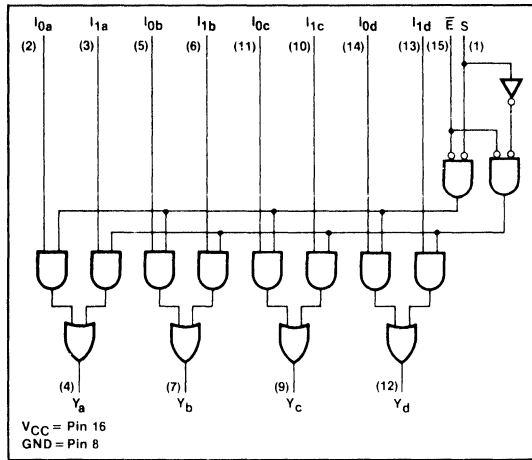 I0a I1a I0b I1b I0c I1c I0d I1d E̅ S
(2) (3) (5) (6) (11) (10) (14) (13) (15) (1)
(4) (7) (9) (12)
Ya Yb Yc Yd
VCC = Pin 16
GND = Pin 8